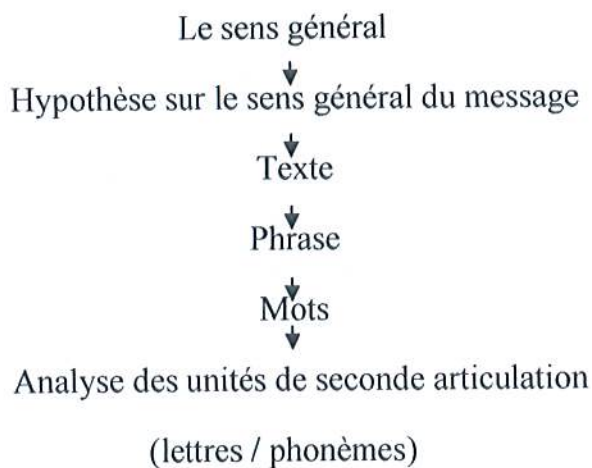 Le sens général
Hypothèse sur le sens général du message
Texte
Phrase
Mots
Analyse des unités de seconde articulation
(lettres / phonèmes)